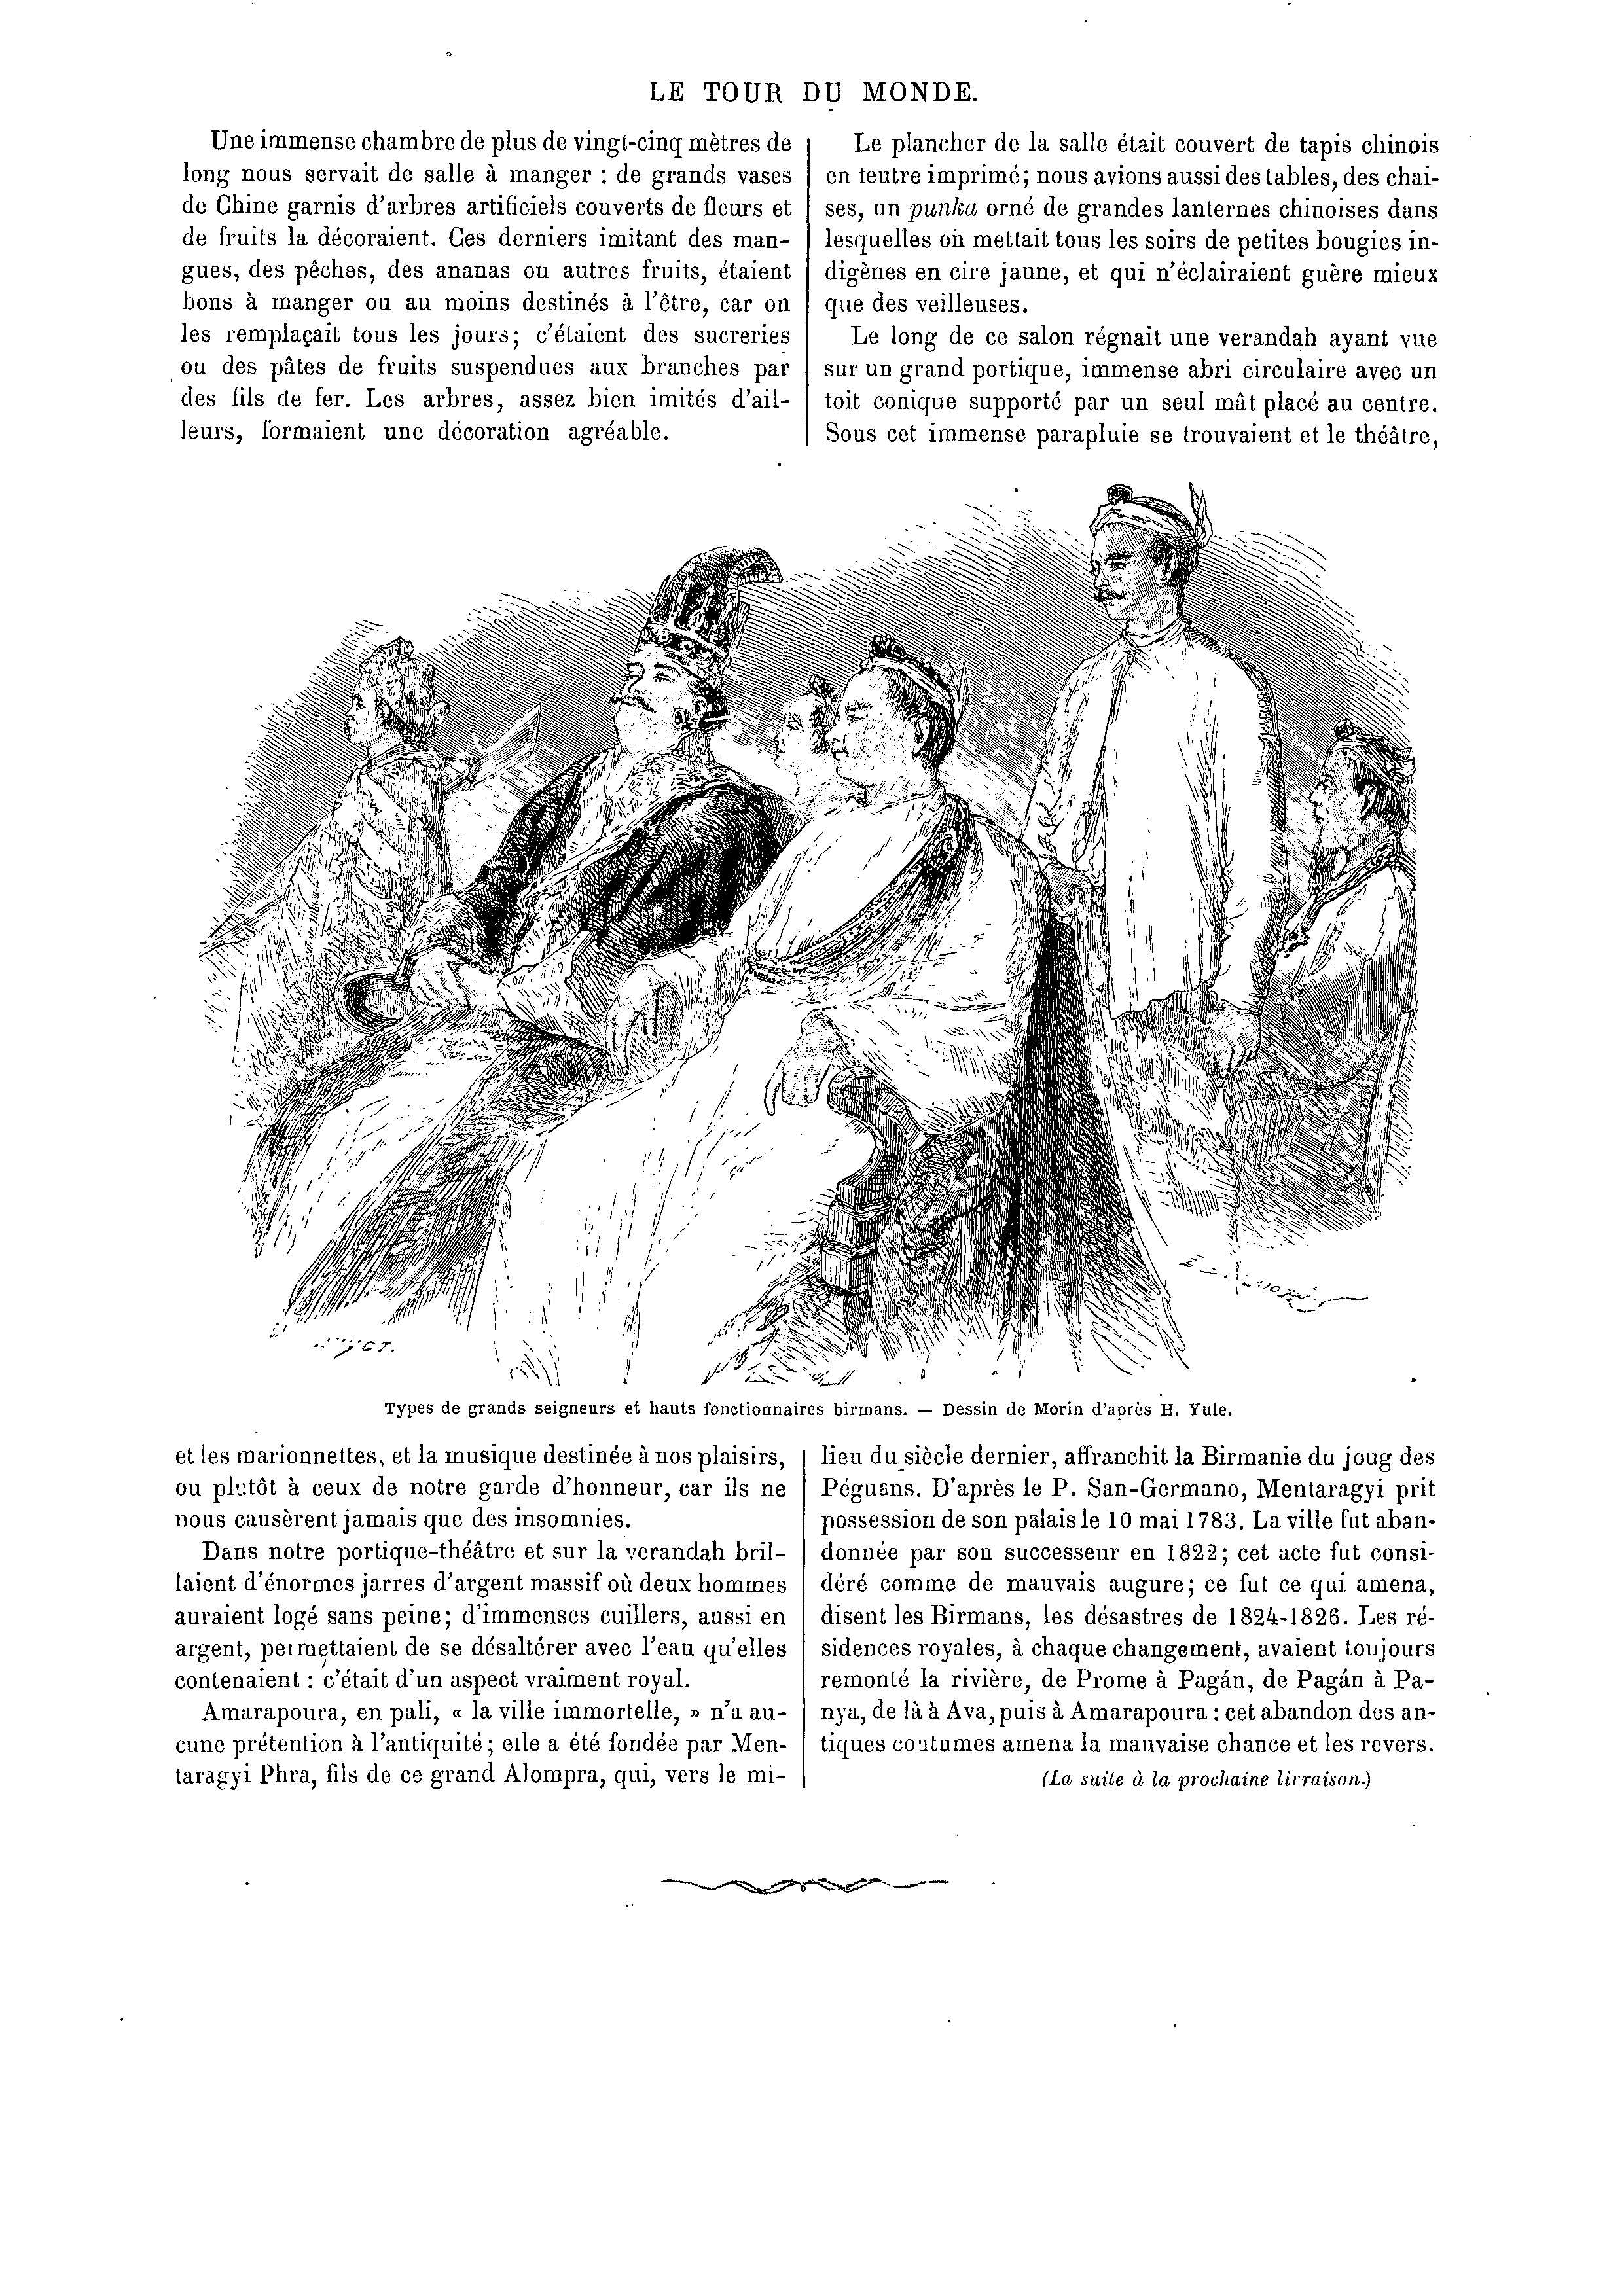 LE TOUR DU MONDE.
Une immense chambre de plus de vingt-cinq mètres de
long nous servait de salle à manger : de grands vases
de Chine garnis d'arbres artificiels couverts de fleurs et
de fruits la décoraient. Ces derniers imitant des man-
gues, des pêches, des ananas ou autres fruits, étaient
bons à manger ou au moins destinés à l'être, car on
les remplaçait tous les jours; c'étaient des sucreries
ou des pâtes de fruits suspendues aux branches par
des fils de fer. Les arbres, assez bien imités d'ail-
leurs, formaient une décoration agréable.
Le plancher de la salle était couvert de tapis chinois
en feutre imprimé; nous avions aussi des tables, des chai-
ses, un punka orné de grandes lanternes chinoises dans
lesquelles on mettait tous les soirs de petites bougies in-
digènes en cire jaune, et qui n'éclairaient guère mieux
que des veilleuses.
Le long de ce salon régnait une verandah ayant vue
sur un grand portique, immense abri circulaire avec un
toit conique supporté par un seul mât placé au centre.
Sous cet immense parapluie se trouvaient et le théâtre,
Types de grands seigneurs et hauts fonctionnaires birmans. — Dessin de Morin d'après H. Yule.
et les marionnettes, et la musique destinée à nos plaisirs,
ou plutôt à ceux de notre garde d'honneur, car ils ne
nous causèrent jamais que des insomnies.
Dans notre portique-théâtre et sur la verandah bril-
laient d'énormes jarres d'argent massif où deux hommes
auraient logé sans peine; d'immenses cuillers, aussi en
argent, permettaient de se désaltérer avec l'eau qu'elles
contenaient : c'était d'un aspect vraiment royal.
Amarapoura, en pali, « la ville immortelle, » n'a au-
cune prétention à l'antiquité; elle a été fondée par Men-
taragyi Phra, fils de ce grand Alompra, qui, vers le mi-
lieu du siècle dernier, affranchit la Birmanie du joug des
Péguans. D'après le P. San-Germano, Mentaragyi prit
possession de son palais le 10 mai 1783. La ville fut aban-
donnée par son successeur en 1822; cet acte fut consi-
déré comme de mauvais augure; ce fut ce qui amena,
disent les Birmans, les désastres de 1824-1826. Les ré-
sidences royales, à chaque changement, avaient toujours
remonté la rivière, de Prome à Pagán, de Pagán à Pa-
nya, de là à Ava, puis à Amarapoura : cet abandon des an-
tiques coutumes amena la mauvaise chance et les revers.
(La suite à la prochaine livraison.)